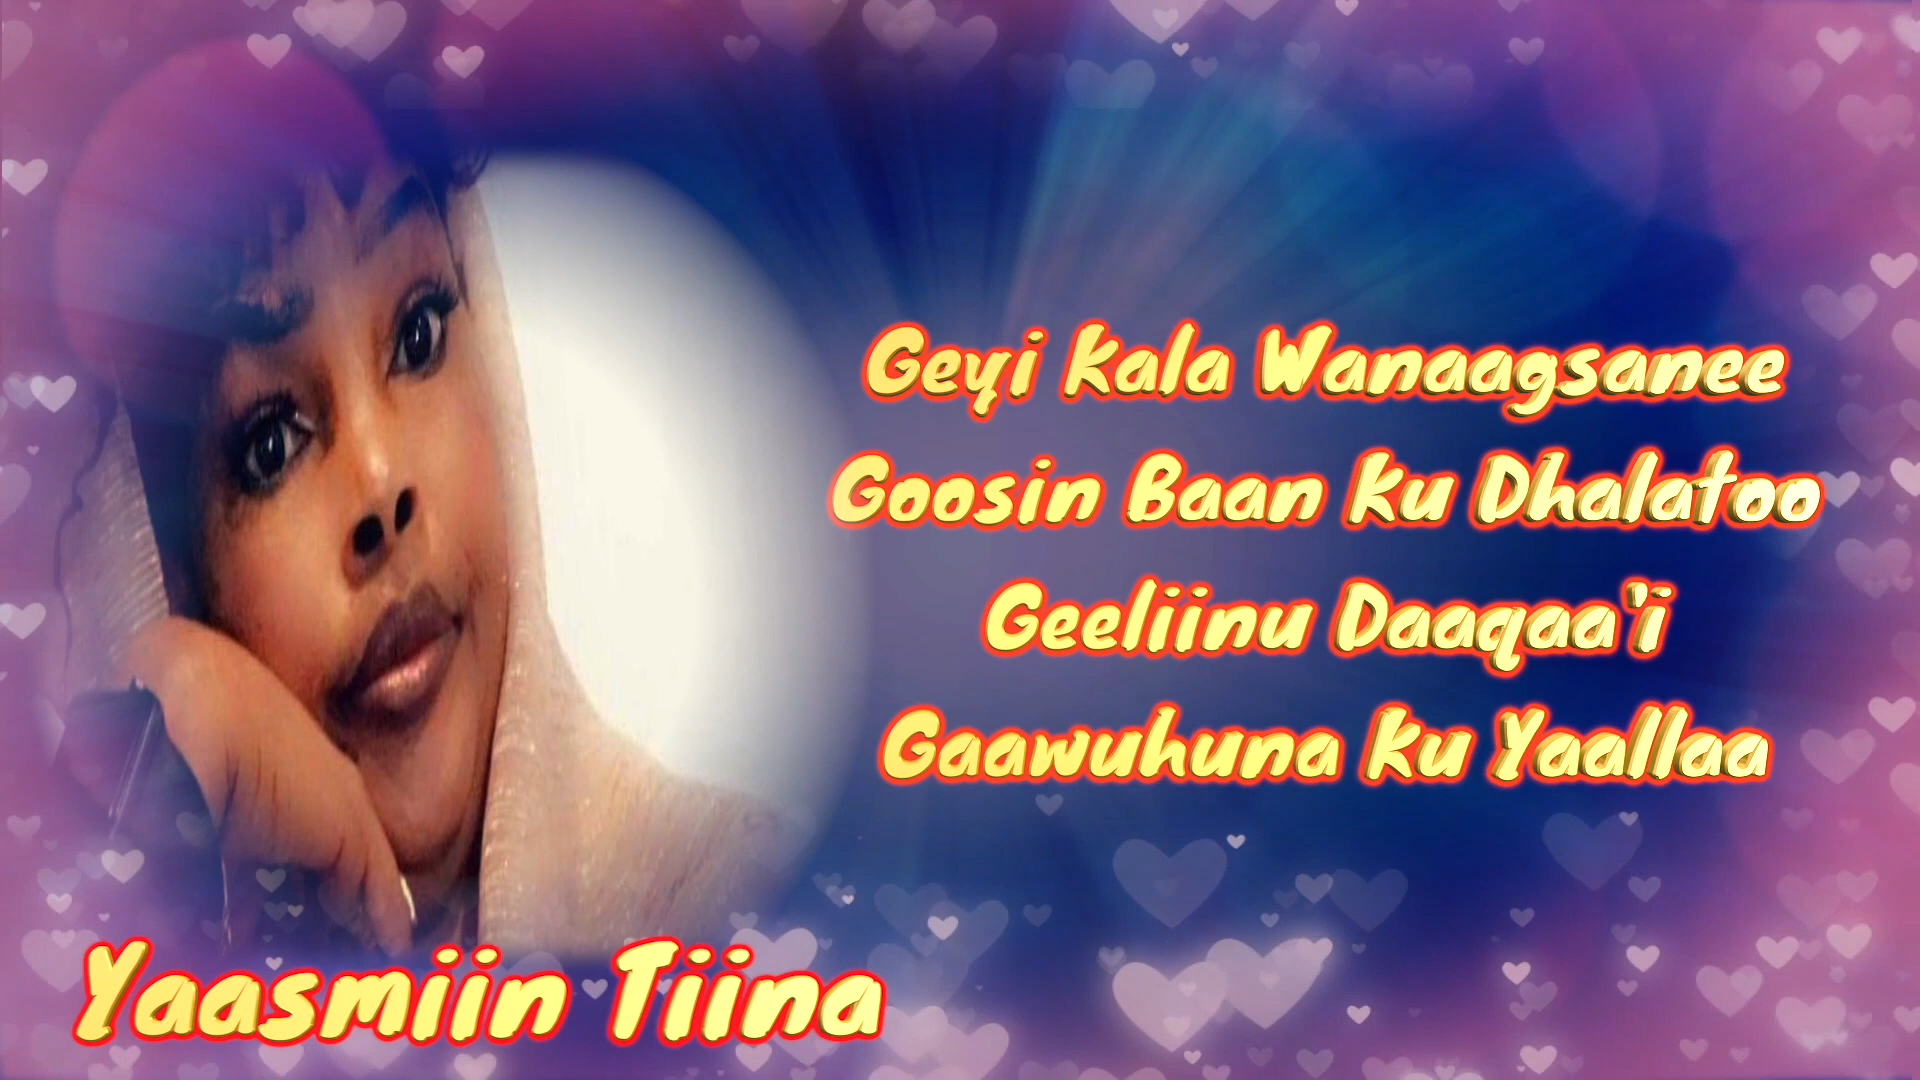 Geyi Kala Wanaagsanee
Goosin Baan Ku Dhalatoo
Geeliinu Daaqaa'i
Gaawuhuna Ku Yaallaa
Yaasmiin Tiina